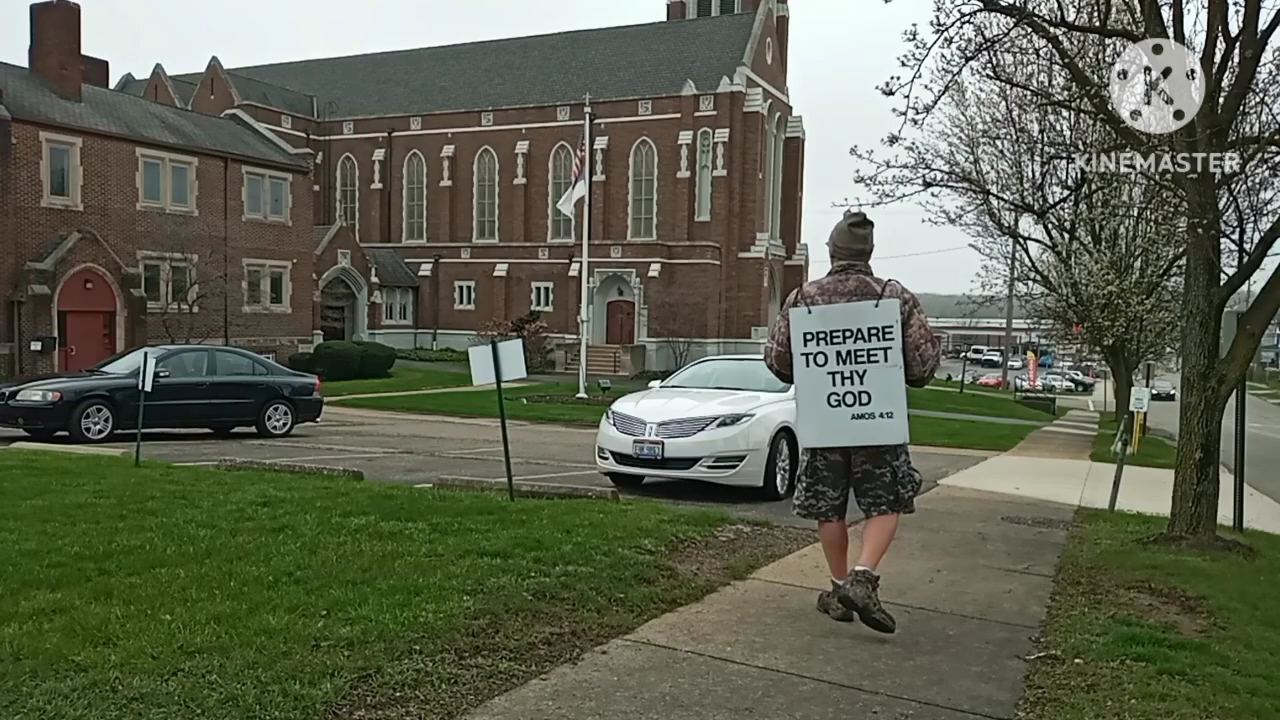 KINEMASTER
PREPARE
TO MEET
THY
GOD
AMOS 4:12